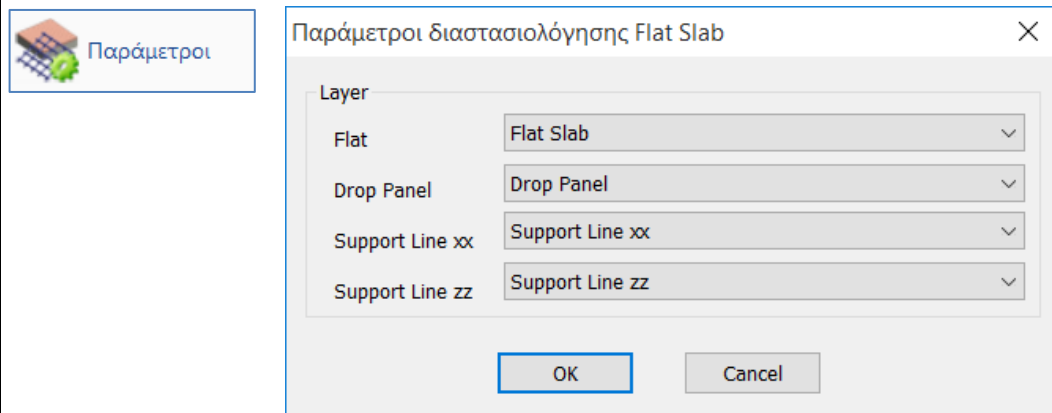 Παράμετροι
Παράμετροι διαστασιολόγησης Flat Slab
Layer
Flat
Flat Slab
Drop Panel
Drop Panel
Support Line xx
Support Line xx
Support Line zz
Support Line zz
OK
Cancel